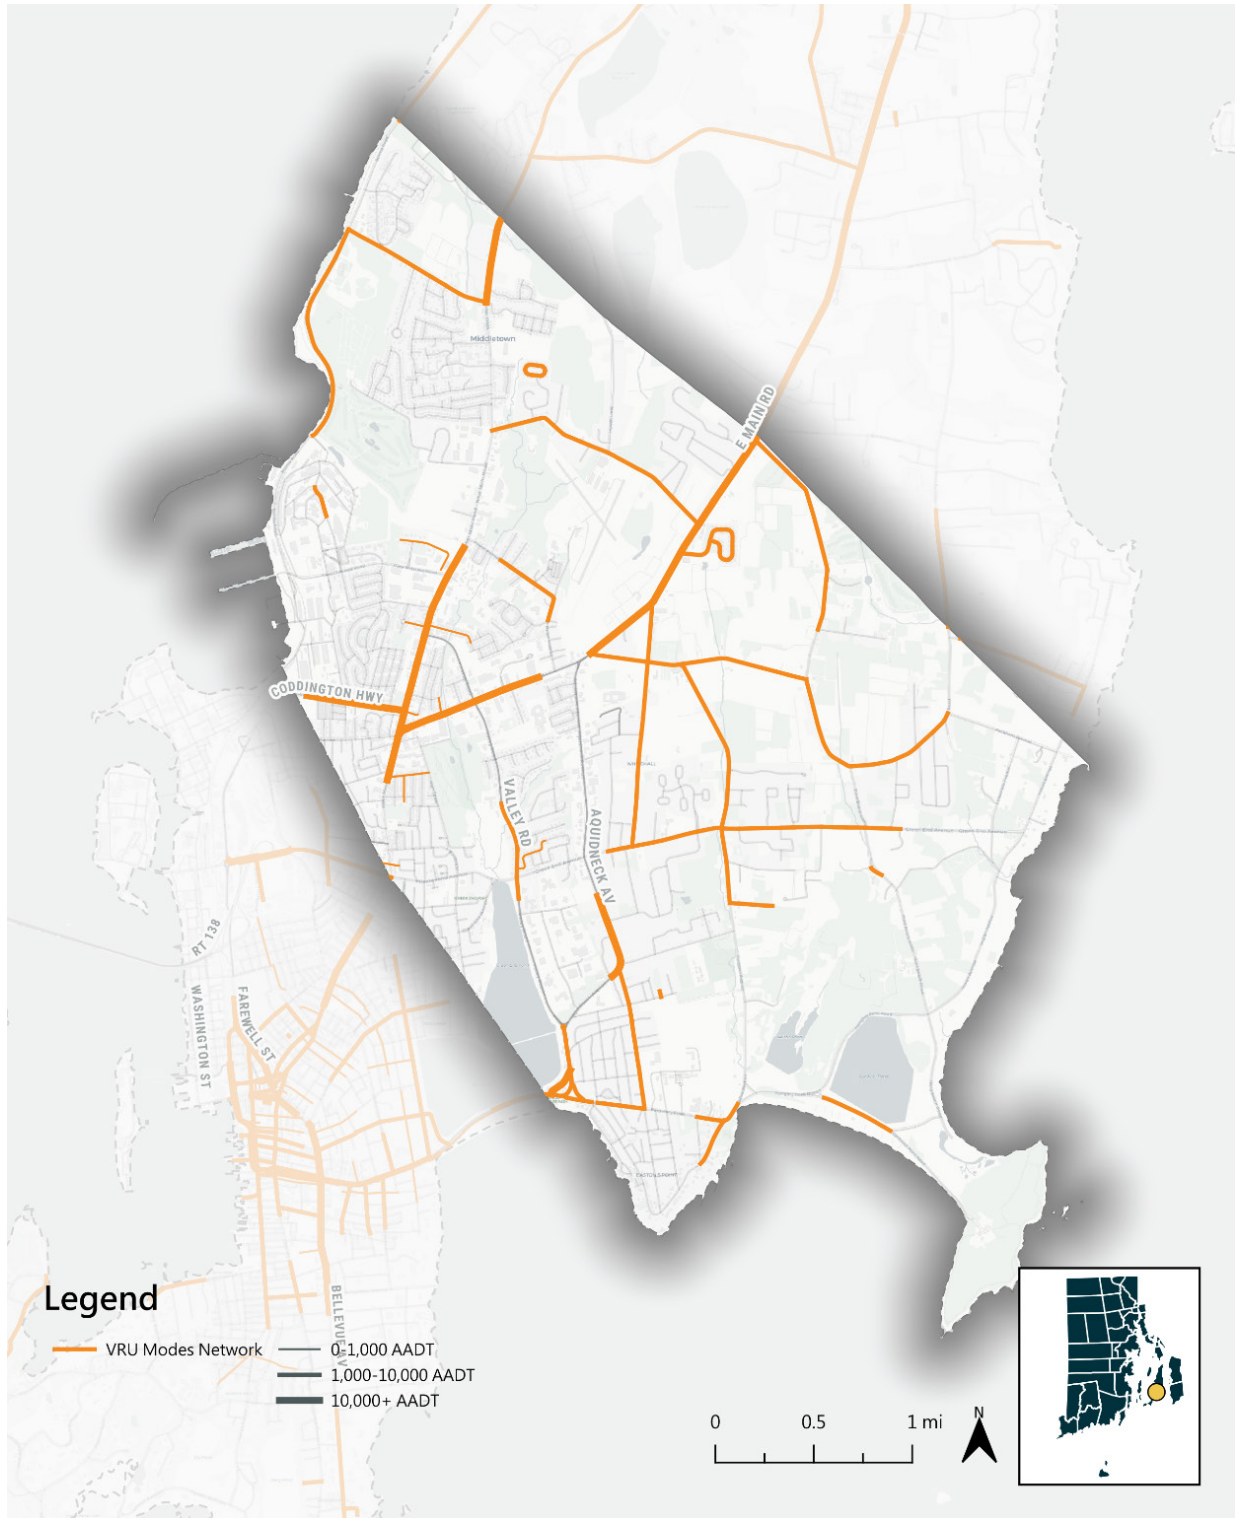 Middletown
E MAIN RD
CODDINGTON HWY
VALLEY RD
AQUIDNECK AV
RT 138
WASHINGTON ST
FAREWELL ST
EASTONS POINT
BELLEVUE AV
Legend
VRU Modes Network
0-1,000 AADT
1,000-10,000 AADT
10,000+ AADT
0 0.5 1 mi
N